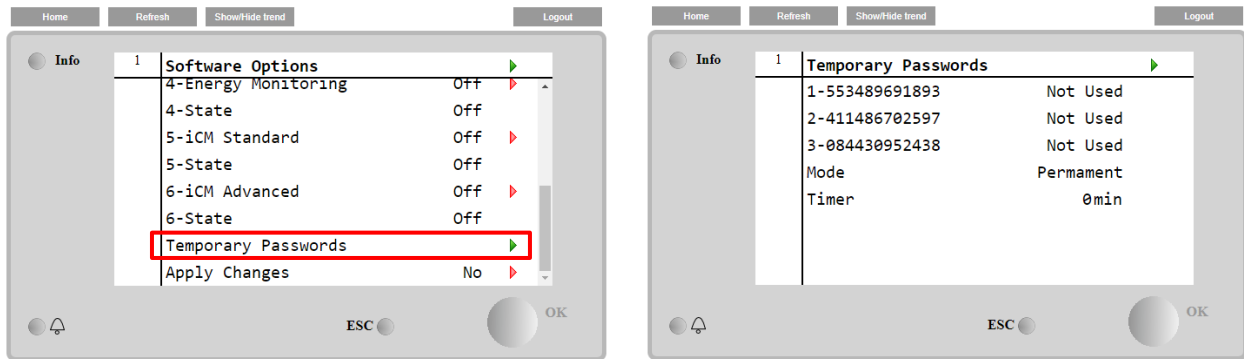 Home Refresh Show/Hide trend Logout
Info
1 Software Options
4-Energy Monitoring Off
4-State Off
5-iCM Standard Off
5-State Off
6-iCM Advanced Off
6-State Off
Temporary Passwords
Apply Changes No
ESC OK
Home Refresh Show/Hide trend Logout
Info
1 Temporary Passwords
1-553489691893 Not Used
2-411486702597 Not Used
3-084430952438 Not Used
Mode Permament
Timer 0min
ESC OK